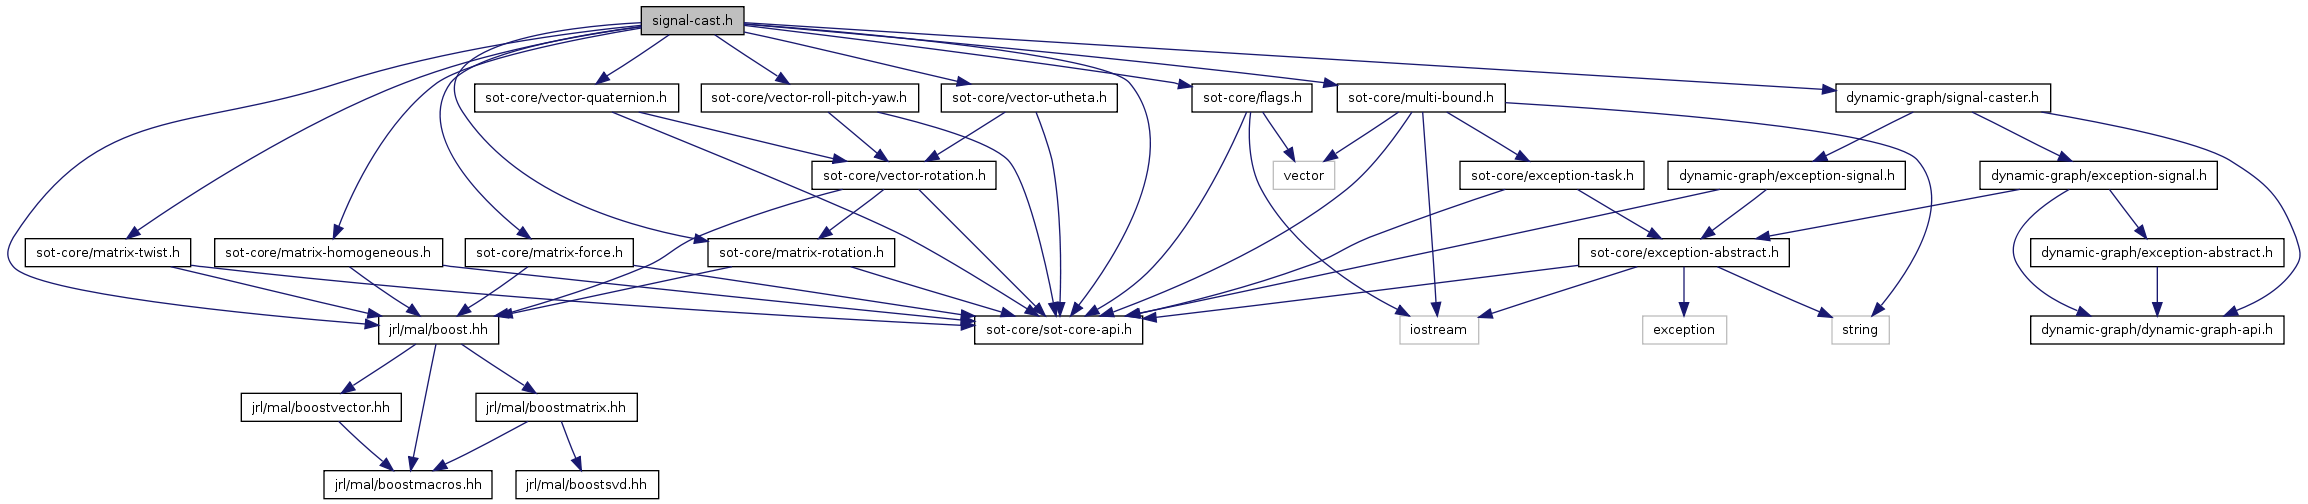 signal-cast.h
sot-core/vector-quaternion.h
sot-core/vector-roll-pitch-yaw.h
sot-core/vector-utheta.h
sot-core/flags.h
sot-core/multi-bound.h
dynamic-graph/signal-caster.h
sot-core/vector-rotation.h
vector
sot-core/exception-task.h
dynamic-graph/exception-signal.h
dynamic-graph/exception-signal.h
sot-core/matrix-twist.h
sot-core/matrix-homogeneous.h
sot-core/matrix-force.h
sot-core/matrix-rotation.h
sot-core/exception-abstract.h
dynamic-graph/exception-abstract.h
jrl/mal/boost.hh
sot-core/sot-core-api.h
iostream
exception
string
dynamic-graph/dynamic-graph-api.h
jrl/mal/boostvector.hh
jrl/mal/boostmatrix.hh
jrl/mal/boostmacros.hh
jrl/mal/boostsvd.hh